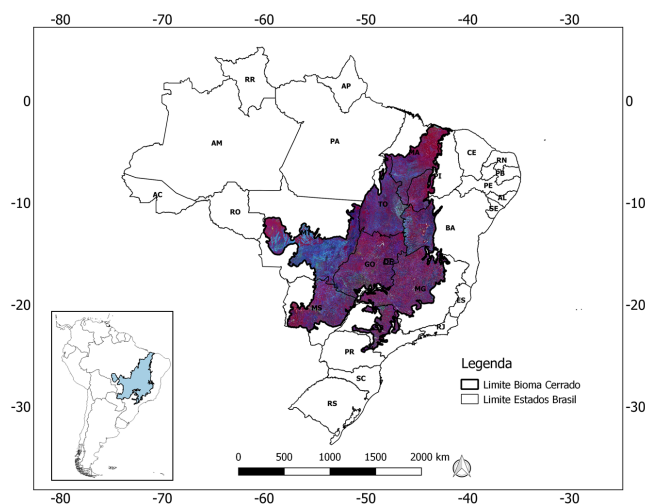 -80 -70 -60 -50 -40 -30
0 0
-10 -10
-20 -20
-30 -30
RR
AP
AM
PA
MA
CE
RN
PB
PE
AL
SE
PI
AC
RO
TO
BA
MT
GO
DF
MG
ES
MS
RJ
PR
SC
RS
Legenda
Limite Bioma Cerrado
Limite Estados Brasil
0 500 1000 1500 2000 km
-80 -70 -60 -50 -40 -30